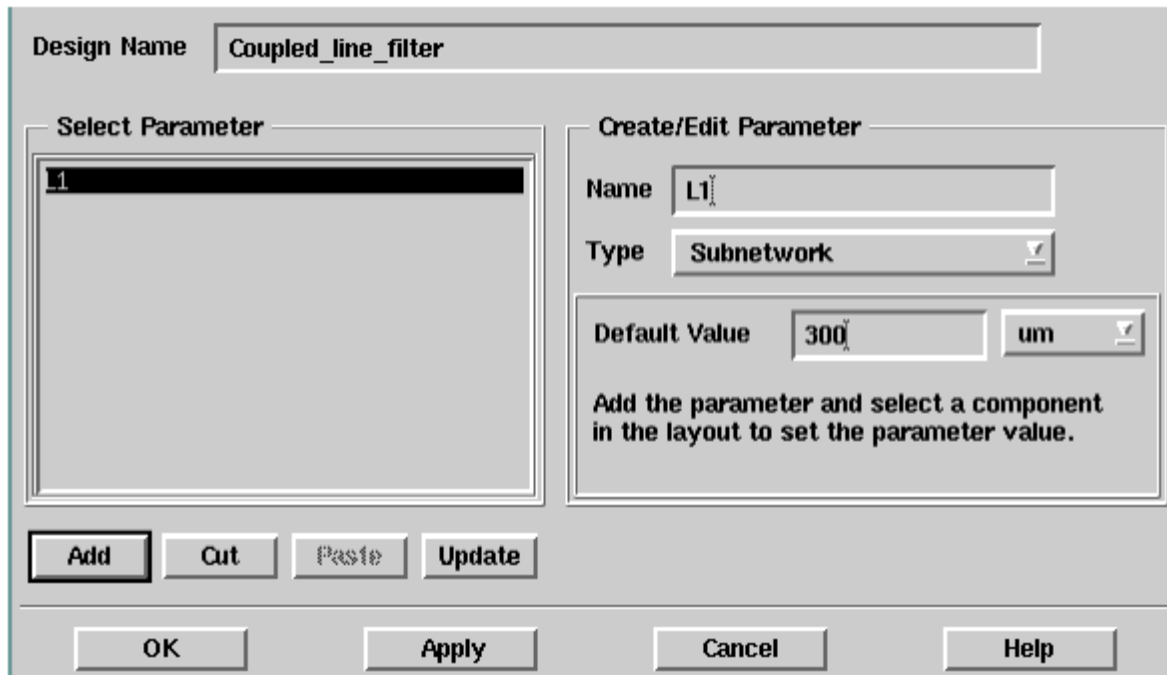 Design Name Coupled_line_filter
Select Parameter
L1
Create/Edit Parameter
Name L1
Type Subnetwork
Default Value 300 um
Add the parameter and select a component
in the layout to set the parameter value.
Add Cut Paste Update
OK Apply Cancel Help